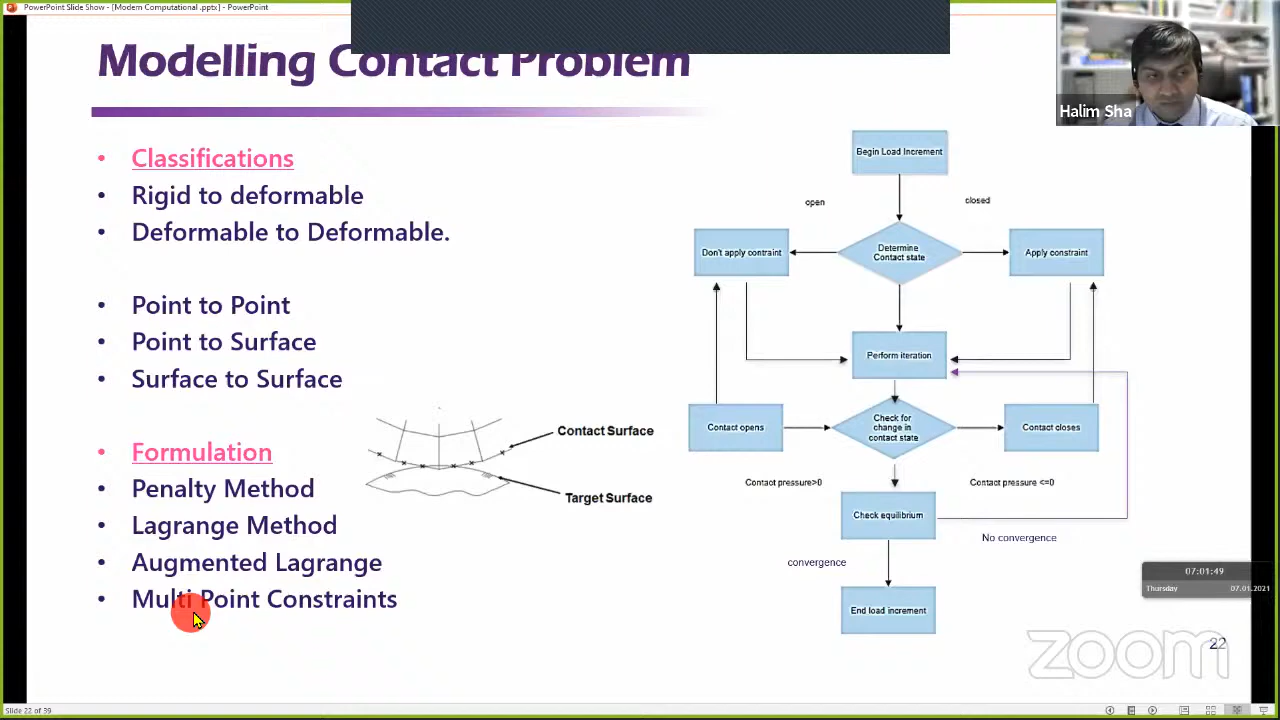 PowerPoint Slide Show - [Modern Computational .pptx] - PowerPoint
Modelling Contact Problem
Halim Sha
Classifications
Rigid to deformable
Deformable to Deformable.
Point to Point
Point to Surface
Surface to Surface
Formulation
Penalty Method
Lagrange Method
Augmented Lagrange
Multi Point Constraints
Contact Surface
Target Surface
Begin Load Increment
open
closed
Don't apply contraint
Determine
Contact state
Apply constraint
Perform iteration
Contact opens
Check for
change in
contact state
Contact closes
Contact pressure>0
Contact pressure <=0
Check equilibrium
No convergence
convergence
End load increment
07:01:49
Thursday 07.01.2021
zoom
22
Slide 22 of 39